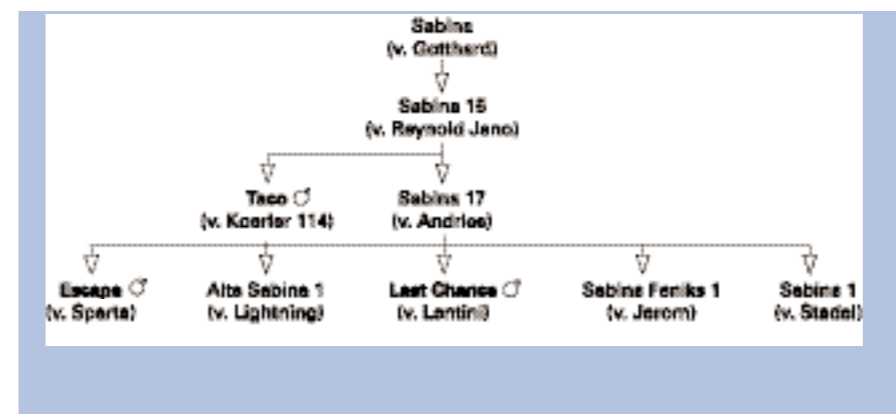 Sabina
(v. Gotthard)
Sabina 15
(v. Reynold Jano)
Taco ♂ Sabina 17
(v. Koerier 114) (v. Andries)
Escape ♂ Alta Sabina 1 Last Chance ♂ Sabina Feniks 1 Sabina 1
(v. Sparta) (v. Lightning) (v. Lantini) (v. Jerom) (v. Stadel)